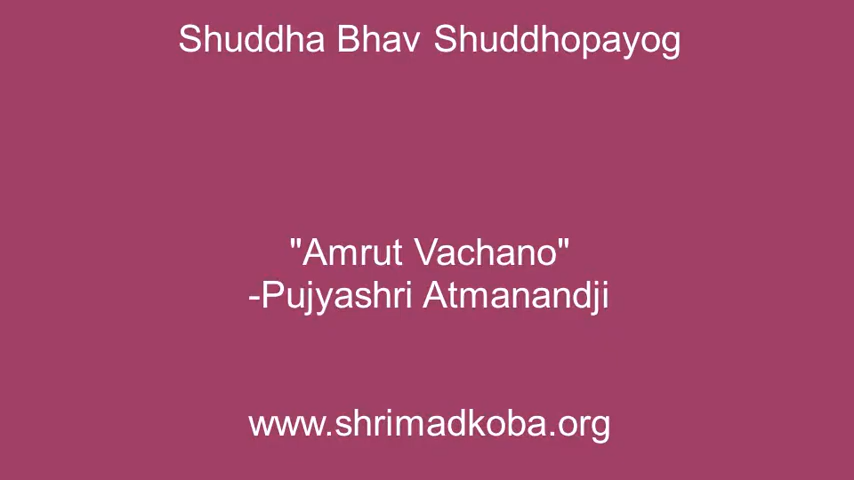 Shuddha Bhav Shuddhopayog
"Amrut Vachano"
-Pujyashri Atmanandji
www.shrimadkoba.org